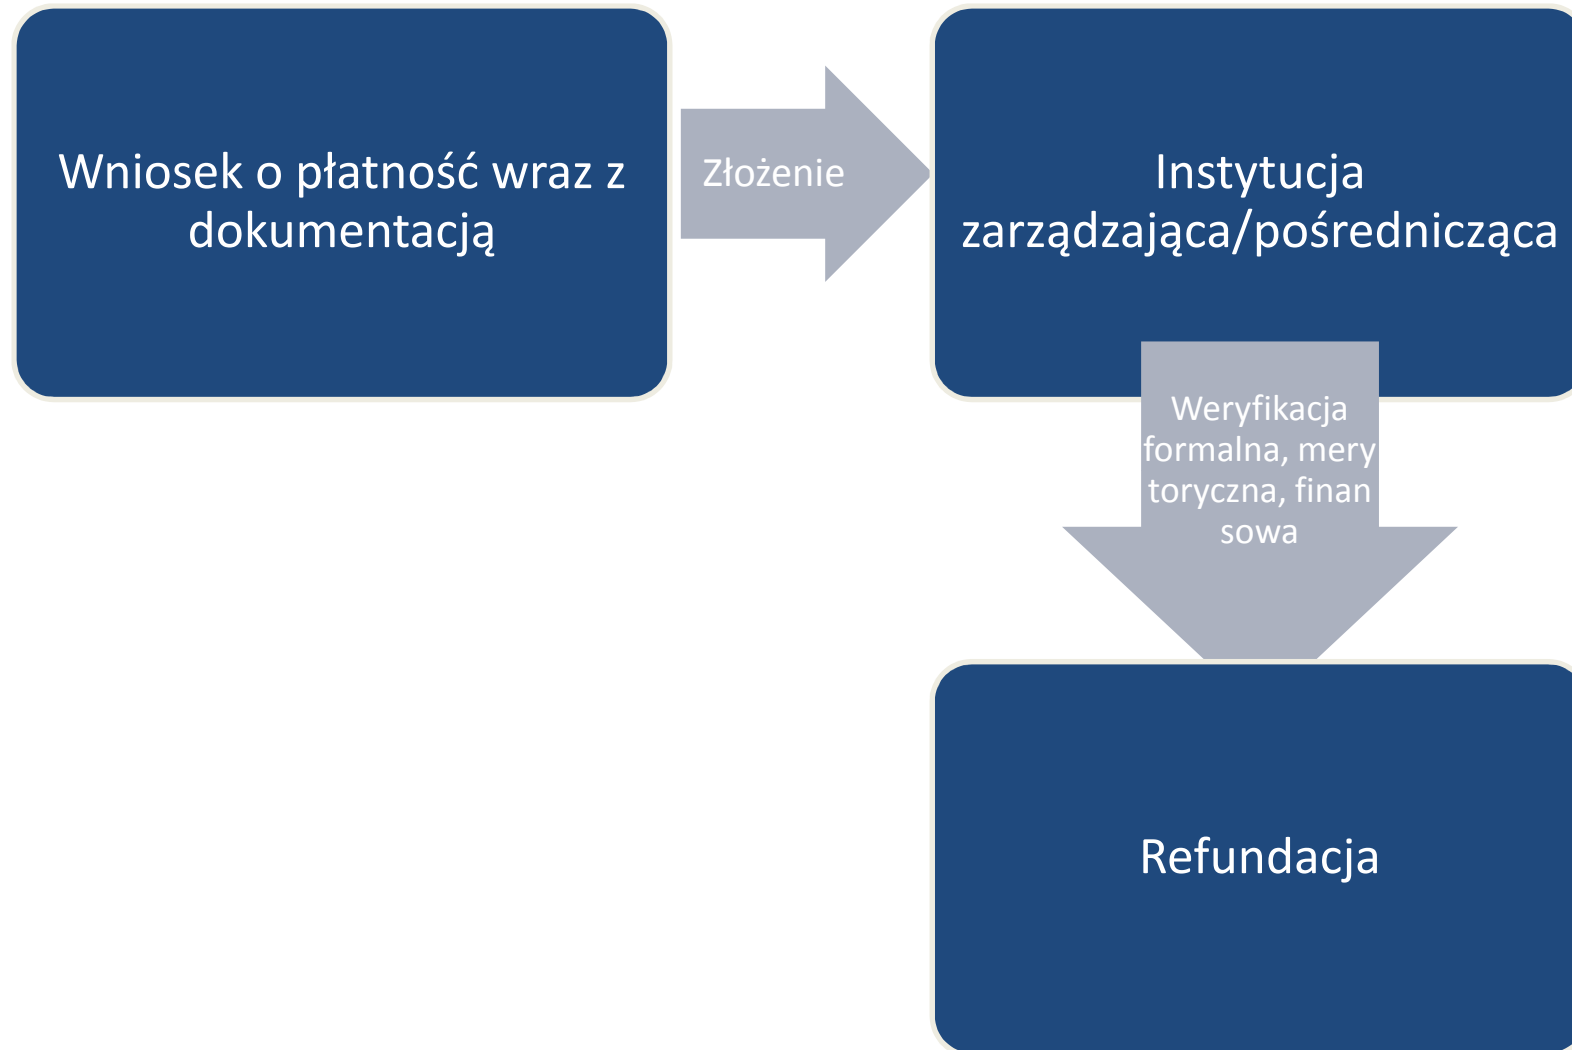 Wniosek o płatność wraz z
dokumentacją
Złożenie
Instytucja
zarządzająca/pośrednicząca
Weryfikacja
formalna, mery
toryczna, finan
sowa
Refundacja